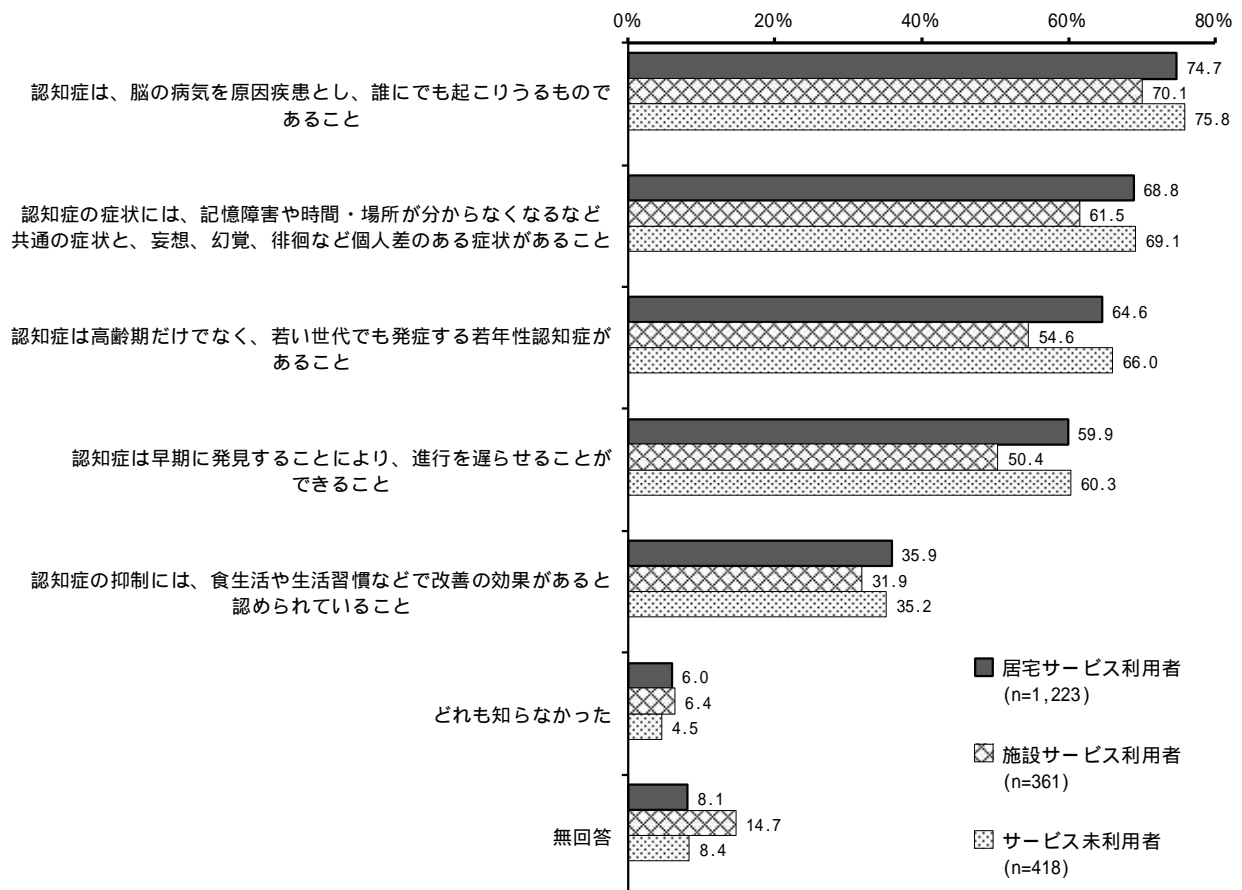 0% 20% 40% 60% 80%
認知症は、脳の病気を原因疾患とし、誰にでも起こりうるもので
あること
74.7
70.1
75.8
認知症の症状には、記憶障害や時間・場所が分からなくなるなど
共通の症状と、妄想、幻覚、徘徊など個人差のある症状があること
68.8
61.5
69.1
認知症は高齢期だけでなく、若い世代でも発症する若年性認知症が
あること
64.6
54.6
66.0
認知症は早期に発見することにより、進行を遅らせることが
できること
59.9
50.4
60.3
認知症の抑制には、食生活や生活習慣などで改善の効果があると
認められていること
35.9
31.9
35.2
どれも知らなかった
6.0
6.4
4.5
無回答
8.1
14.7
8.4
居宅サービス利用者
(n=1,223)
施設サービス利用者
(n=361)
サービス未利用者
(n=418)